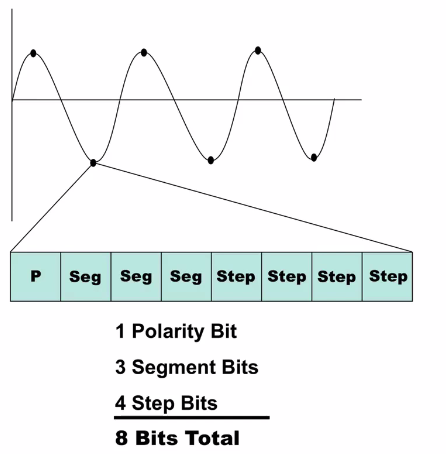 P Seg Seg Seg Step Step Step Step
1 Polarity Bit
3 Segment Bits
4 Step Bits
8 Bits Total